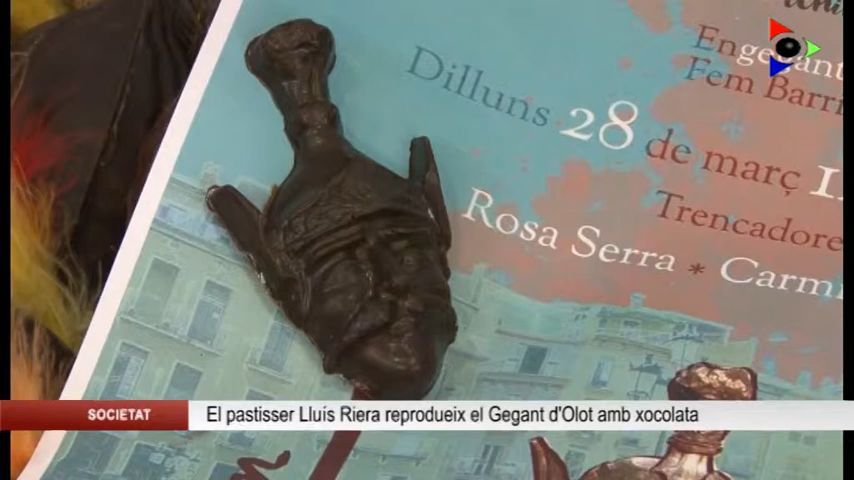 Engegant
Fem Barri
Dilluns 28 de març
Trencadore
Rosa Serra * Carm
SOCIETAT
El pastisser Lluís Riera reprodueix el Gegant d'Olot amb xocolata